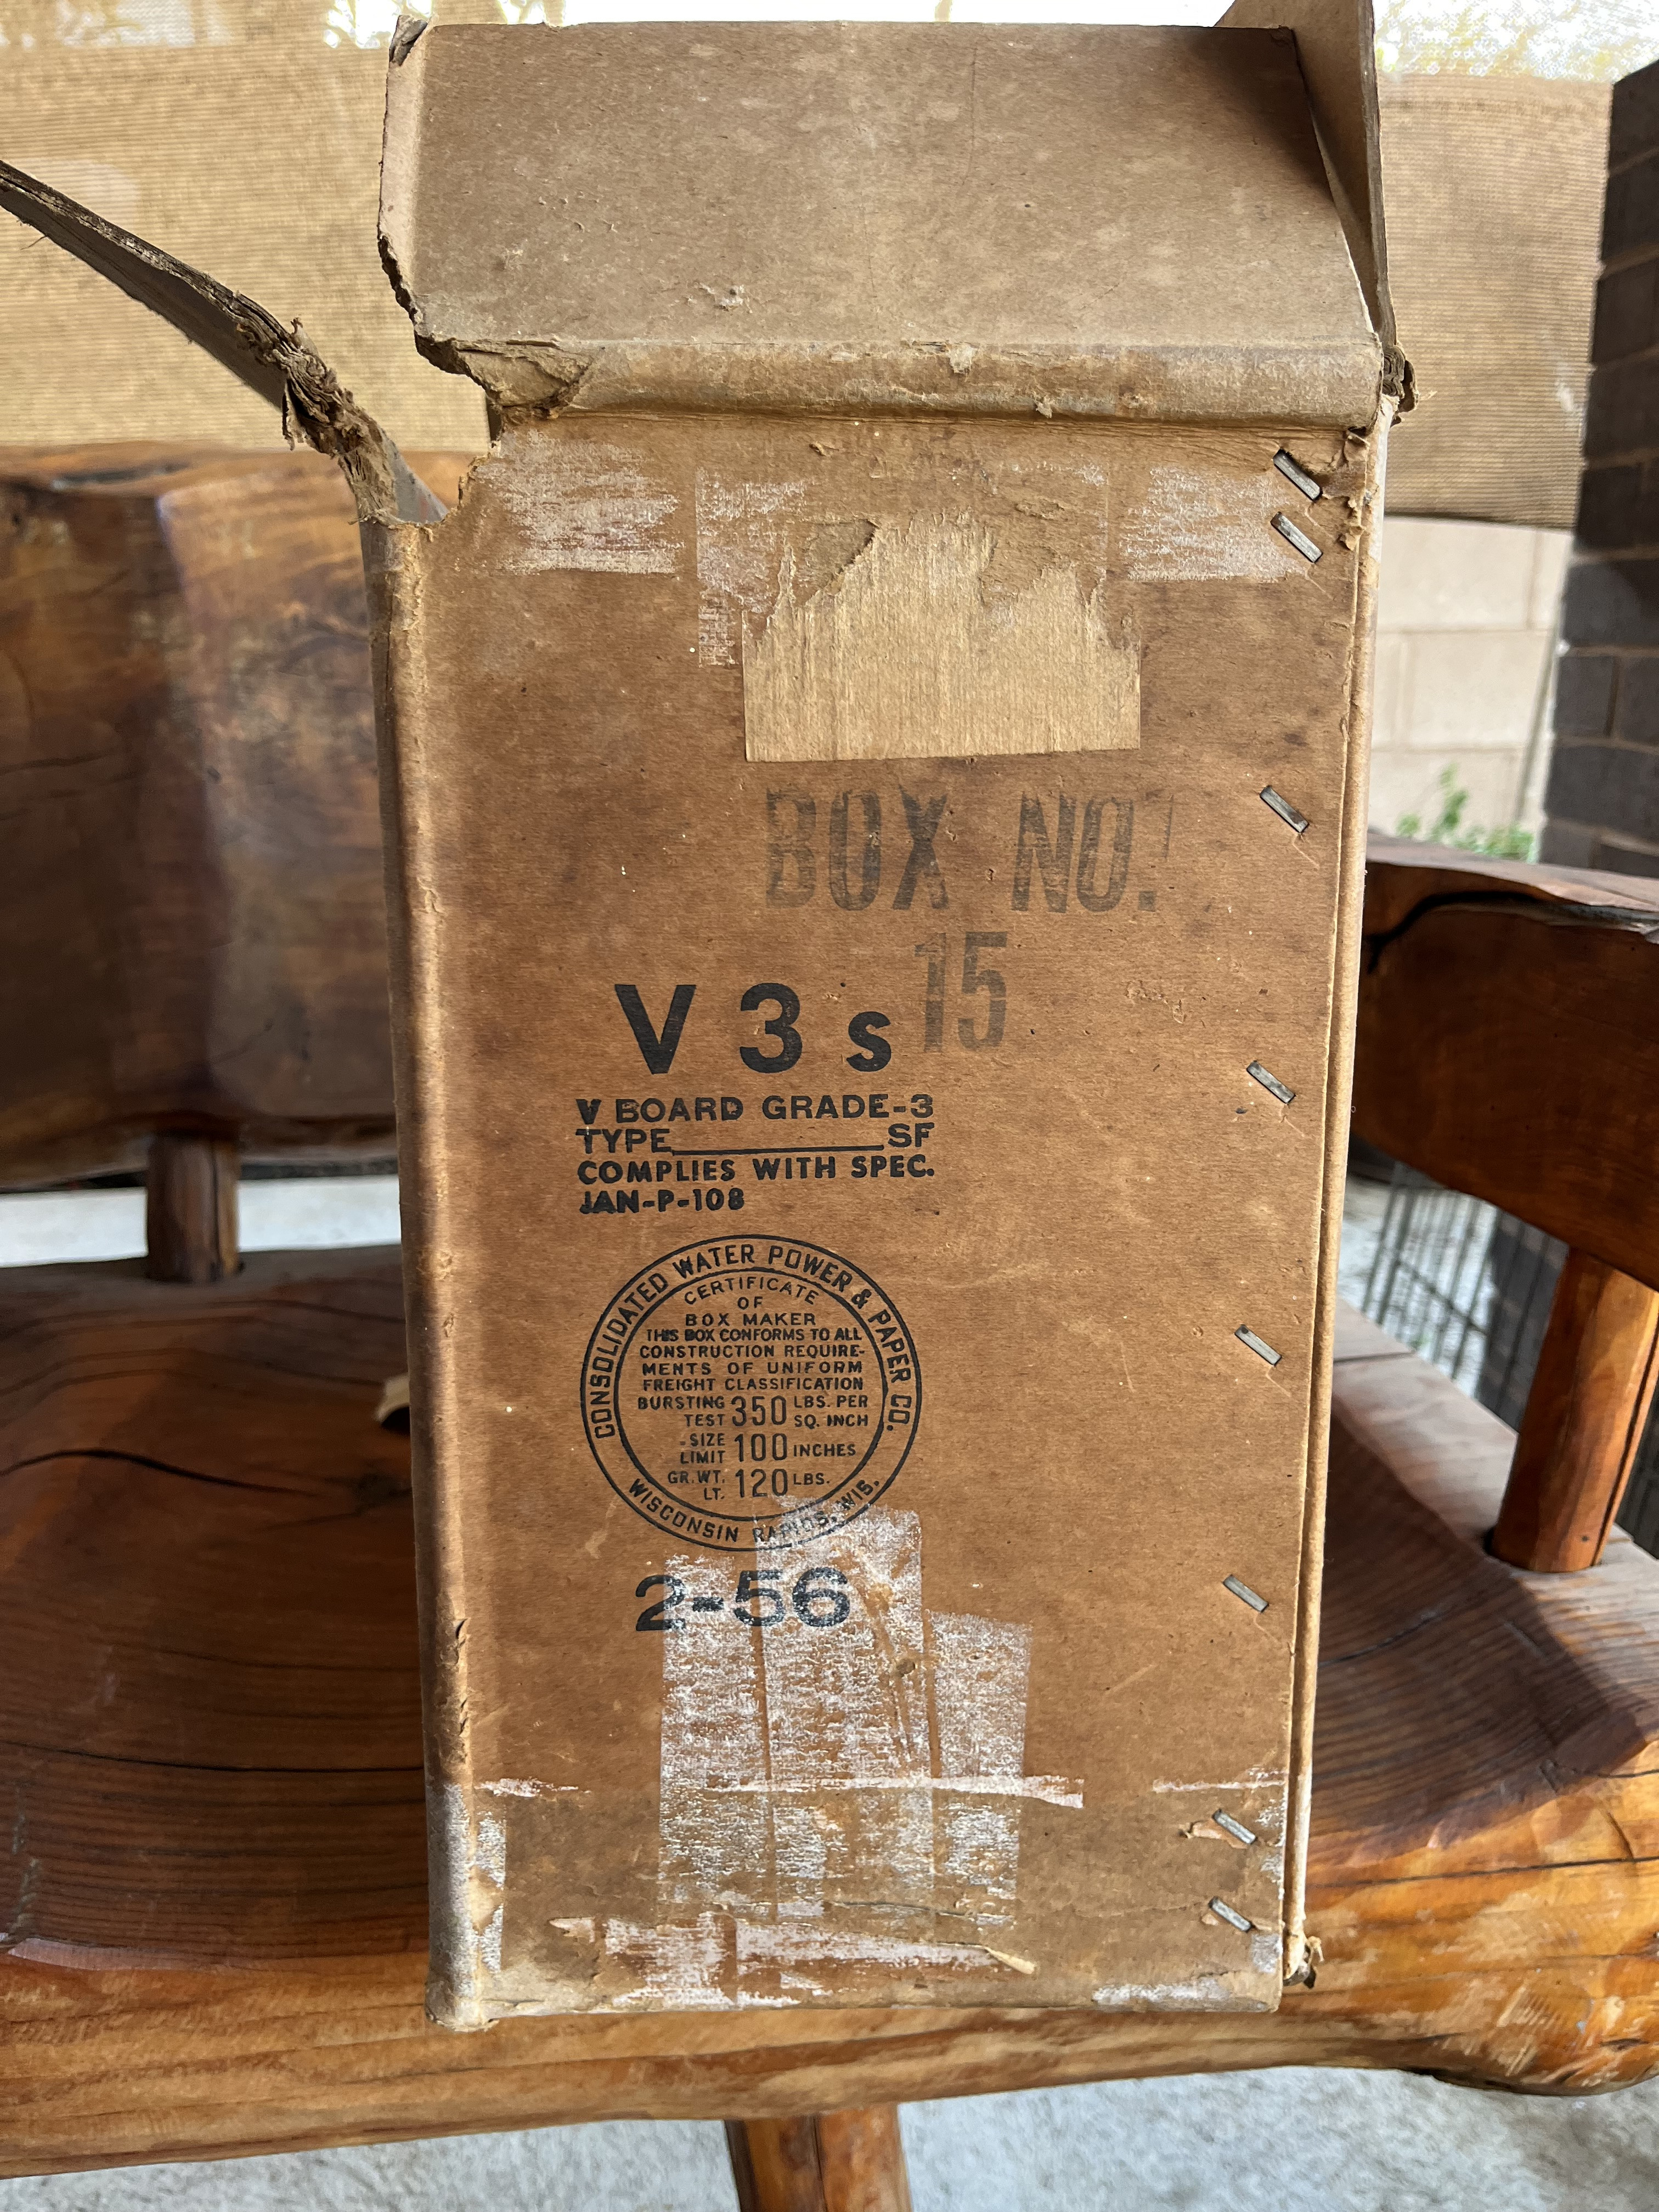 BOX NO.
15
V 3 s
V BOARD GRADE-3
TYPE__________SF
COMPLIES WITH SPEC.
JAN-P-108
CONSOLIDATED WATER POWER & PAPER CO.
CERTIFICATE
OF
BOX MAKER
THIS BOX CONFORMS TO ALL
CONSTRUCTION REQUIRE-
MENTS OF UNIFORM
FREIGHT CLASSIFICATION
BURSTING TEST 350 LBS. PER SQ. INCH
SIZE LIMIT 100 INCHES
GR. WT. LT. 120 LBS.
WISCONSIN RAPIDS, WIS.
2-56